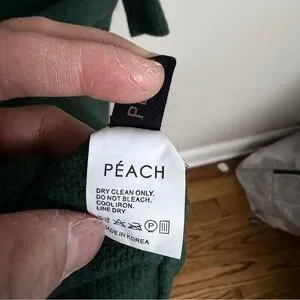 P
PÉACH
DRY CLEAN ONLY.
DO NOT BLEACH.
COOL IRON.
LINE DRY
P
MADE IN KOREA